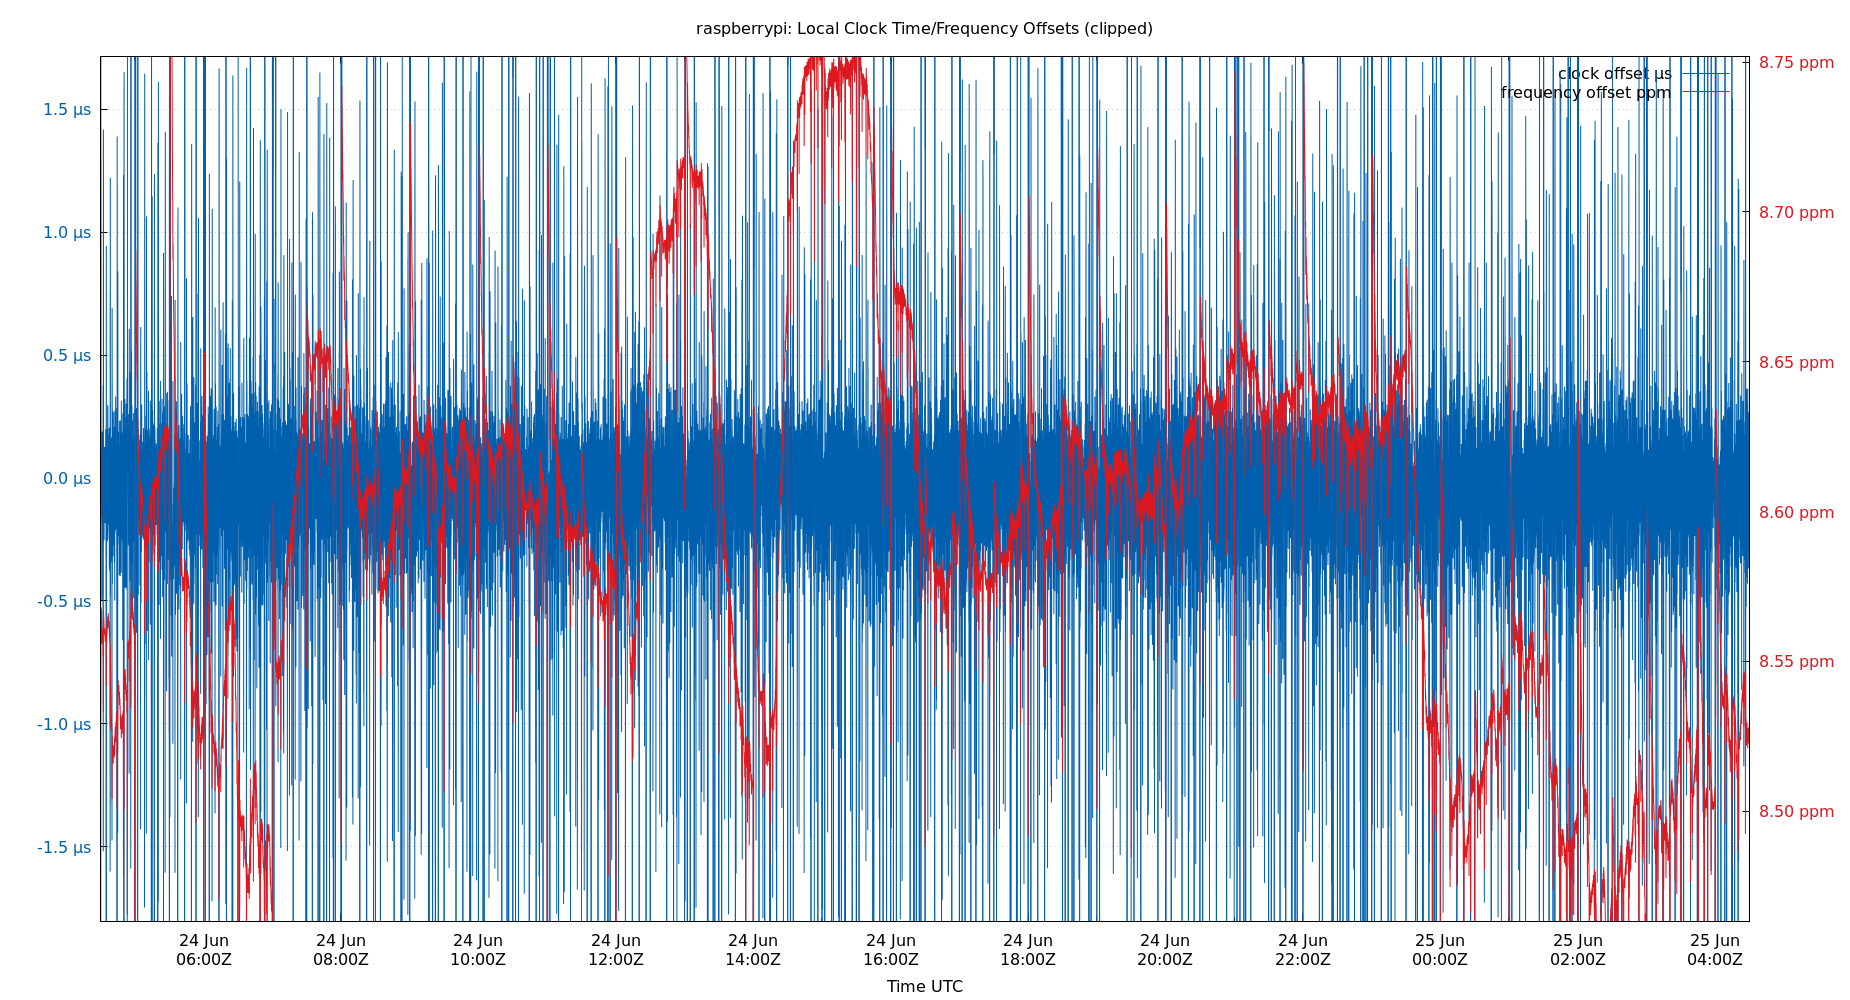 raspberrypi: Local Clock Time/Frequency Offsets (clipped)
clock offset µs
frequency offset ppm
1.5 µs
1.0 µs
0.5 µs
0.0 µs
-0.5 µs
-1.0 µs
-1.5 µs
8.75 ppm
8.70 ppm
8.65 ppm
8.60 ppm
8.55 ppm
8.50 ppm
24 Jun 24 Jun 24 Jun 24 Jun 24 Jun 24 Jun 24 Jun 24 Jun 24 Jun 25 Jun 25 Jun 25 Jun
06:00Z 08:00Z 10:00Z 12:00Z 14:00Z 16:00Z 18:00Z 20:00Z 22:00Z 00:00Z 02:00Z 04:00Z
Time UTC